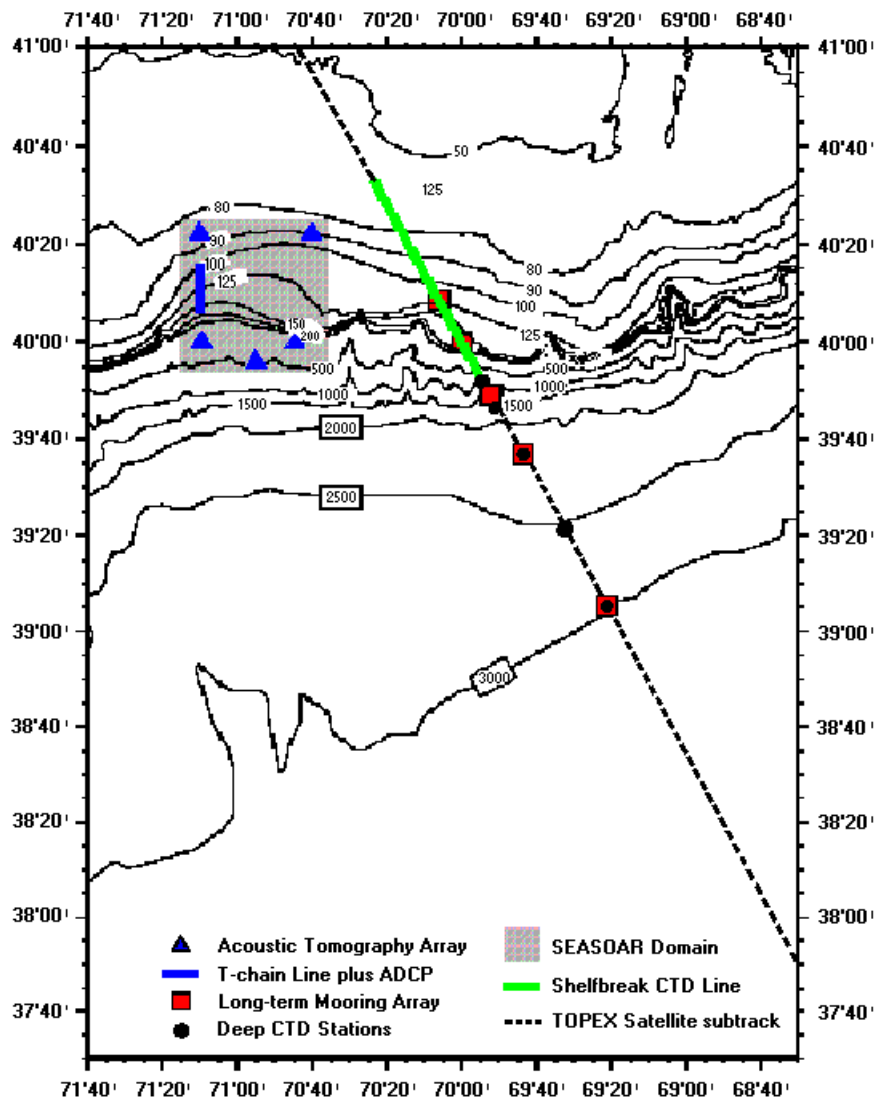 71°40' 71°20' 71°00' 70°40' 70°20' 70°00' 69°40' 69°20' 69°00' 68°40'
41°00' 41°00'
50
40°40' 40°40'
125
80
40°20' 90 80 40°20'
100 90
125 100
150 125
40°00' 200 40°00'
500 500
1000 1000
1500 1500
2000
39°40' 39°40'
2500
39°20' 39°20'
39°00' 39°00'
3000
38°40' 38°40'
38°20' 38°20'
38°00' 38°00'
Acoustic Tomography Array SEASOAR Domain
T-chain Line plus ADCP Shelfbreak CTD Line
37°40' Long-term Mooring Array TOPEX Satellite subtrack 37°40'
Deep CTD Stations
71°40' 71°20' 71°00' 70°40' 70°20' 70°00' 69°40' 69°20' 69°00' 68°40'